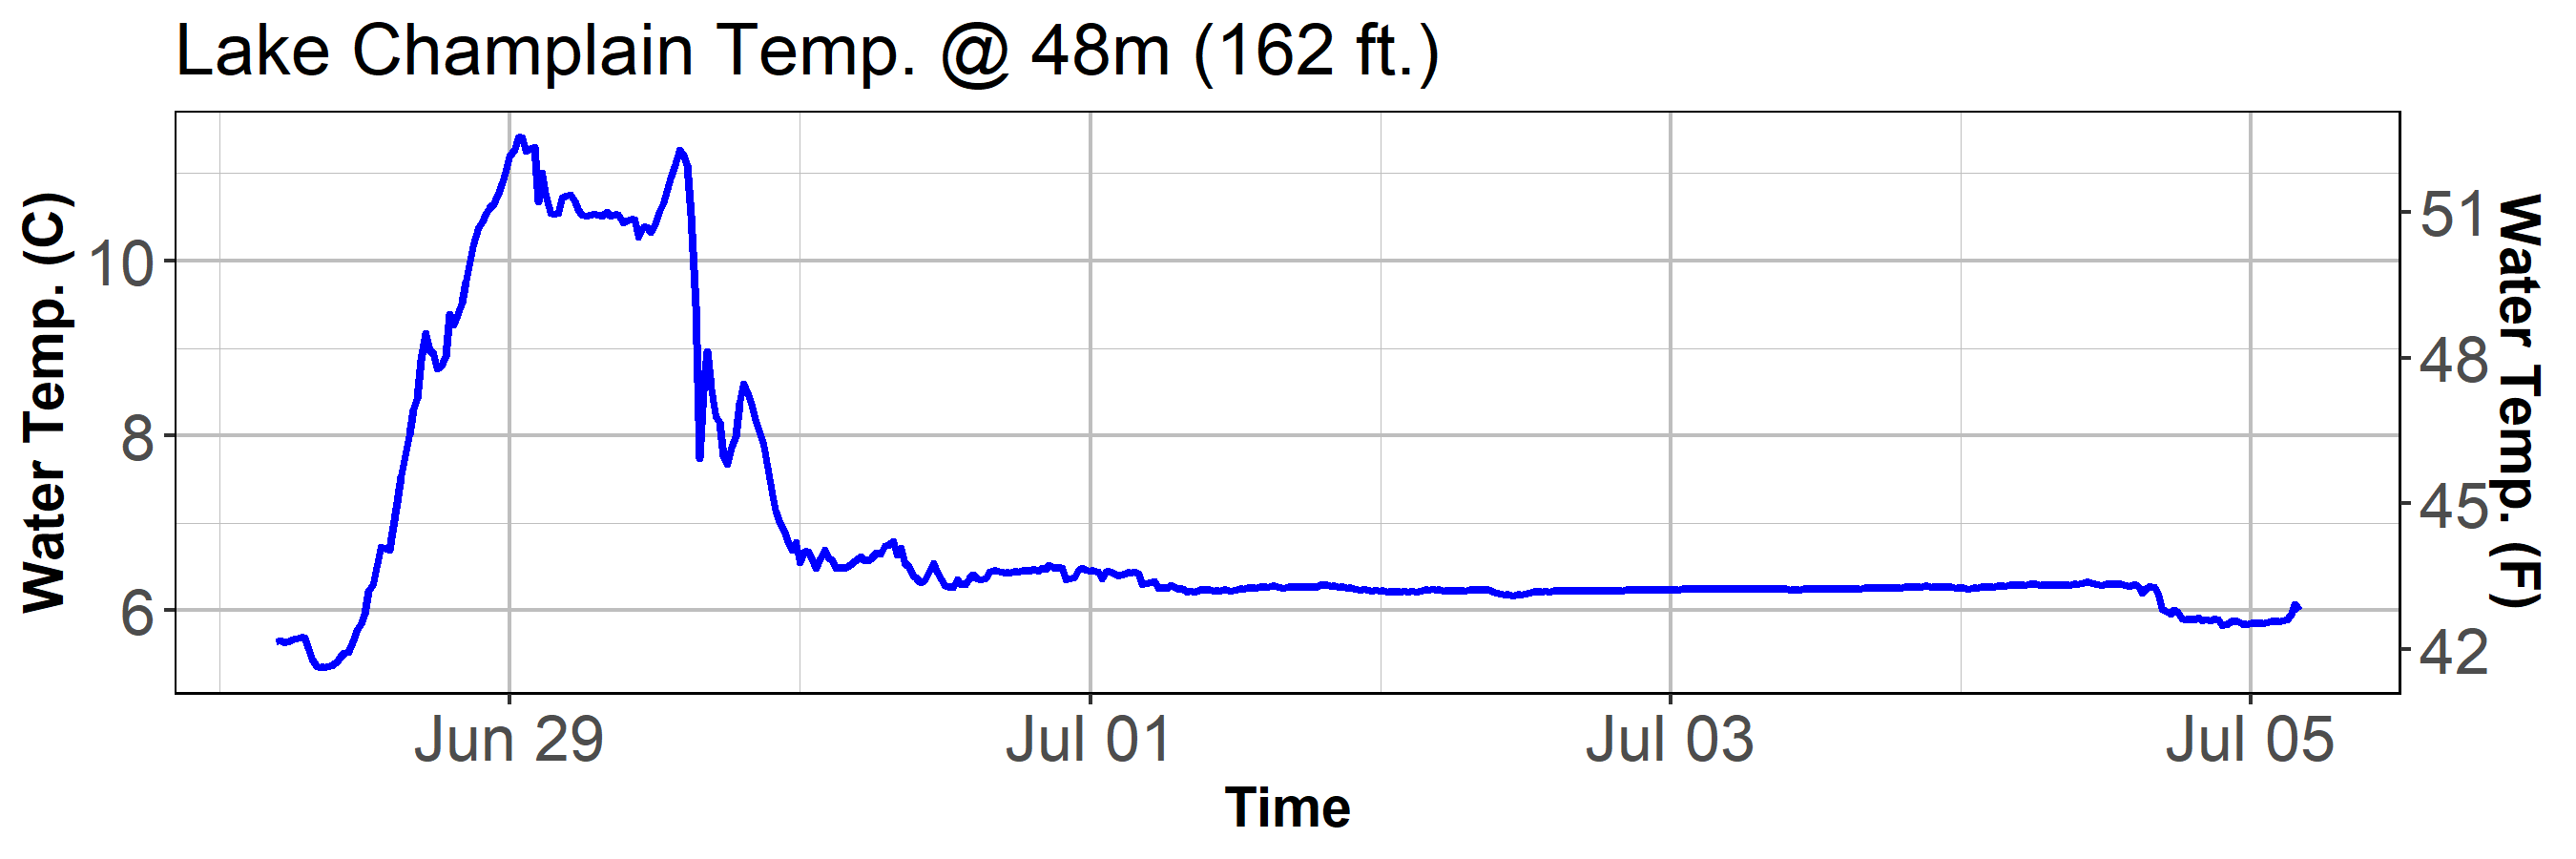 Lake Champlain Temp. @ 48m (162 ft.)
Water Temp. (C)
10
8
6
51
48
45
42
Water Temp. (F)
Jun 29
Jul 01
Jul 03
Jul 05
Time